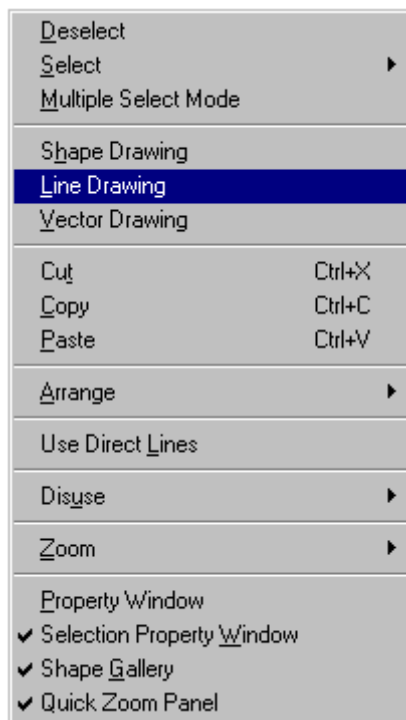 Deselect
Select
Multiple Select Mode
Shape Drawing
Line Drawing
Vector Drawing
Cut Ctrl+X
Copy Ctrl+C
Paste Ctrl+V
Arrange
Use Direct Lines
Disuse
Zoom
Property Window
Selection Property Window
Shape Gallery
Quick Zoom Panel